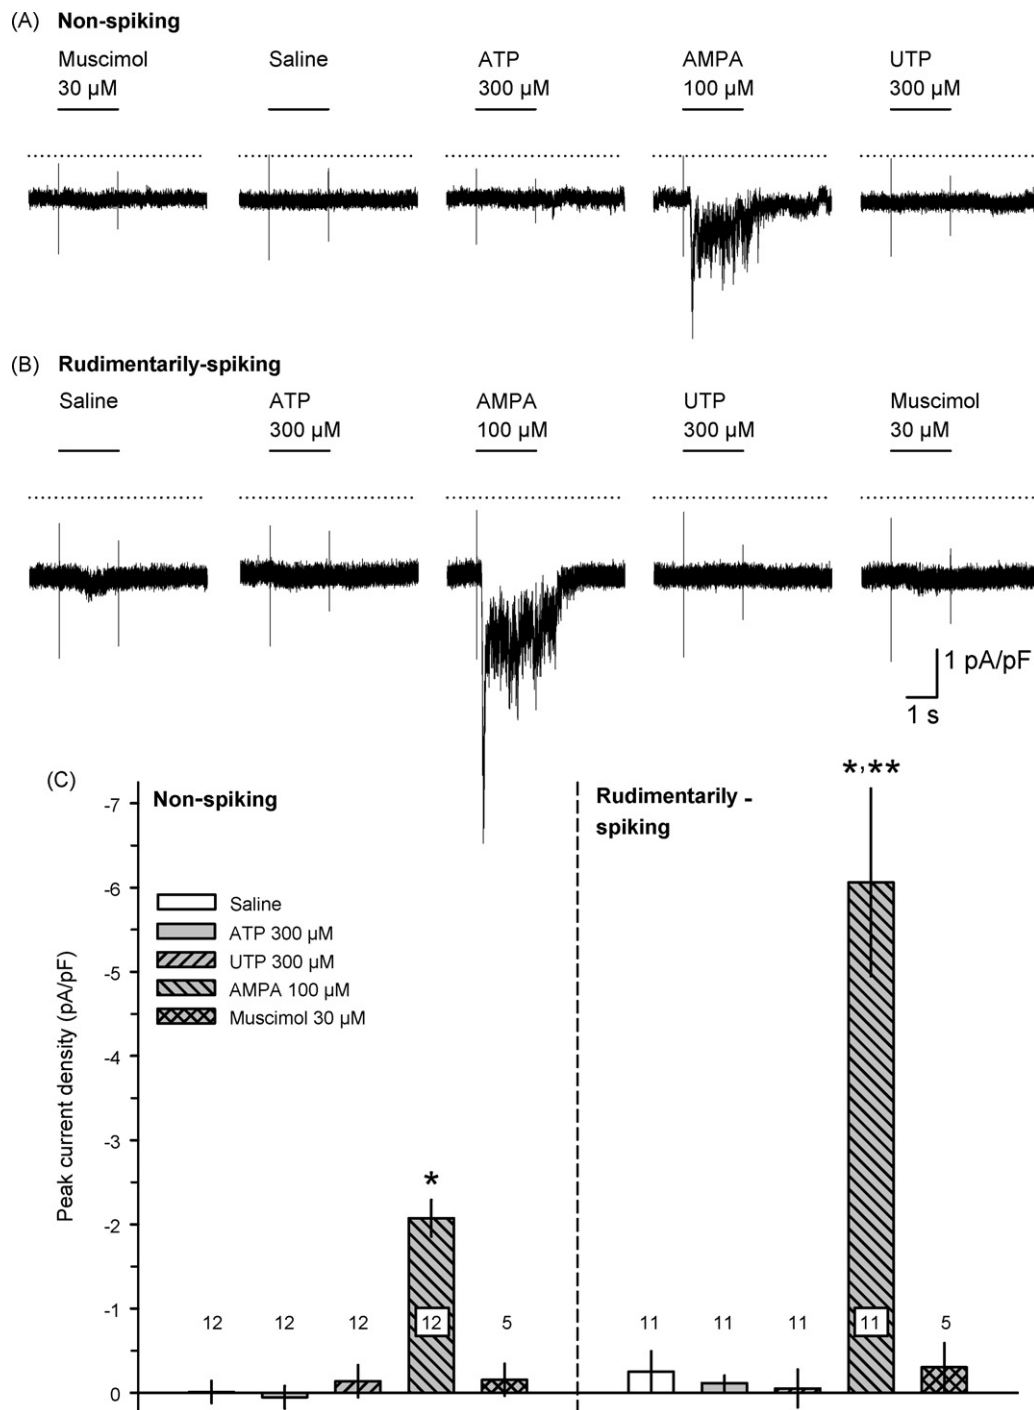 (A) Non-spiking
Muscimol Saline ATP AMPA UTP
30 µM 300 µM 100 µM 300 µM
(B) Rudimentarily-spiking
Saline ATP AMPA UTP Muscimol
300 µM 100 µM 300 µM 30 µM
1 pA/pF
1 s
(C)
Non-spiking
Rudimentarily -
spiking
*,**
-7
-6
-5
-4
-3
-2
-1
0
Peak current density (pA/pF)
Saline
ATP 300 µM
UTP 300 µM
AMPA 100 µM
Muscimol 30 µM
*
12 12 12 12 5 11 11 11 11 5